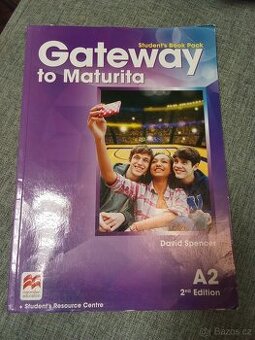 Student's Book Pack
Gateway
to Maturita
David Spencer
A2
2nd Edition
+ Student's Resource Centre
Bazos.cz